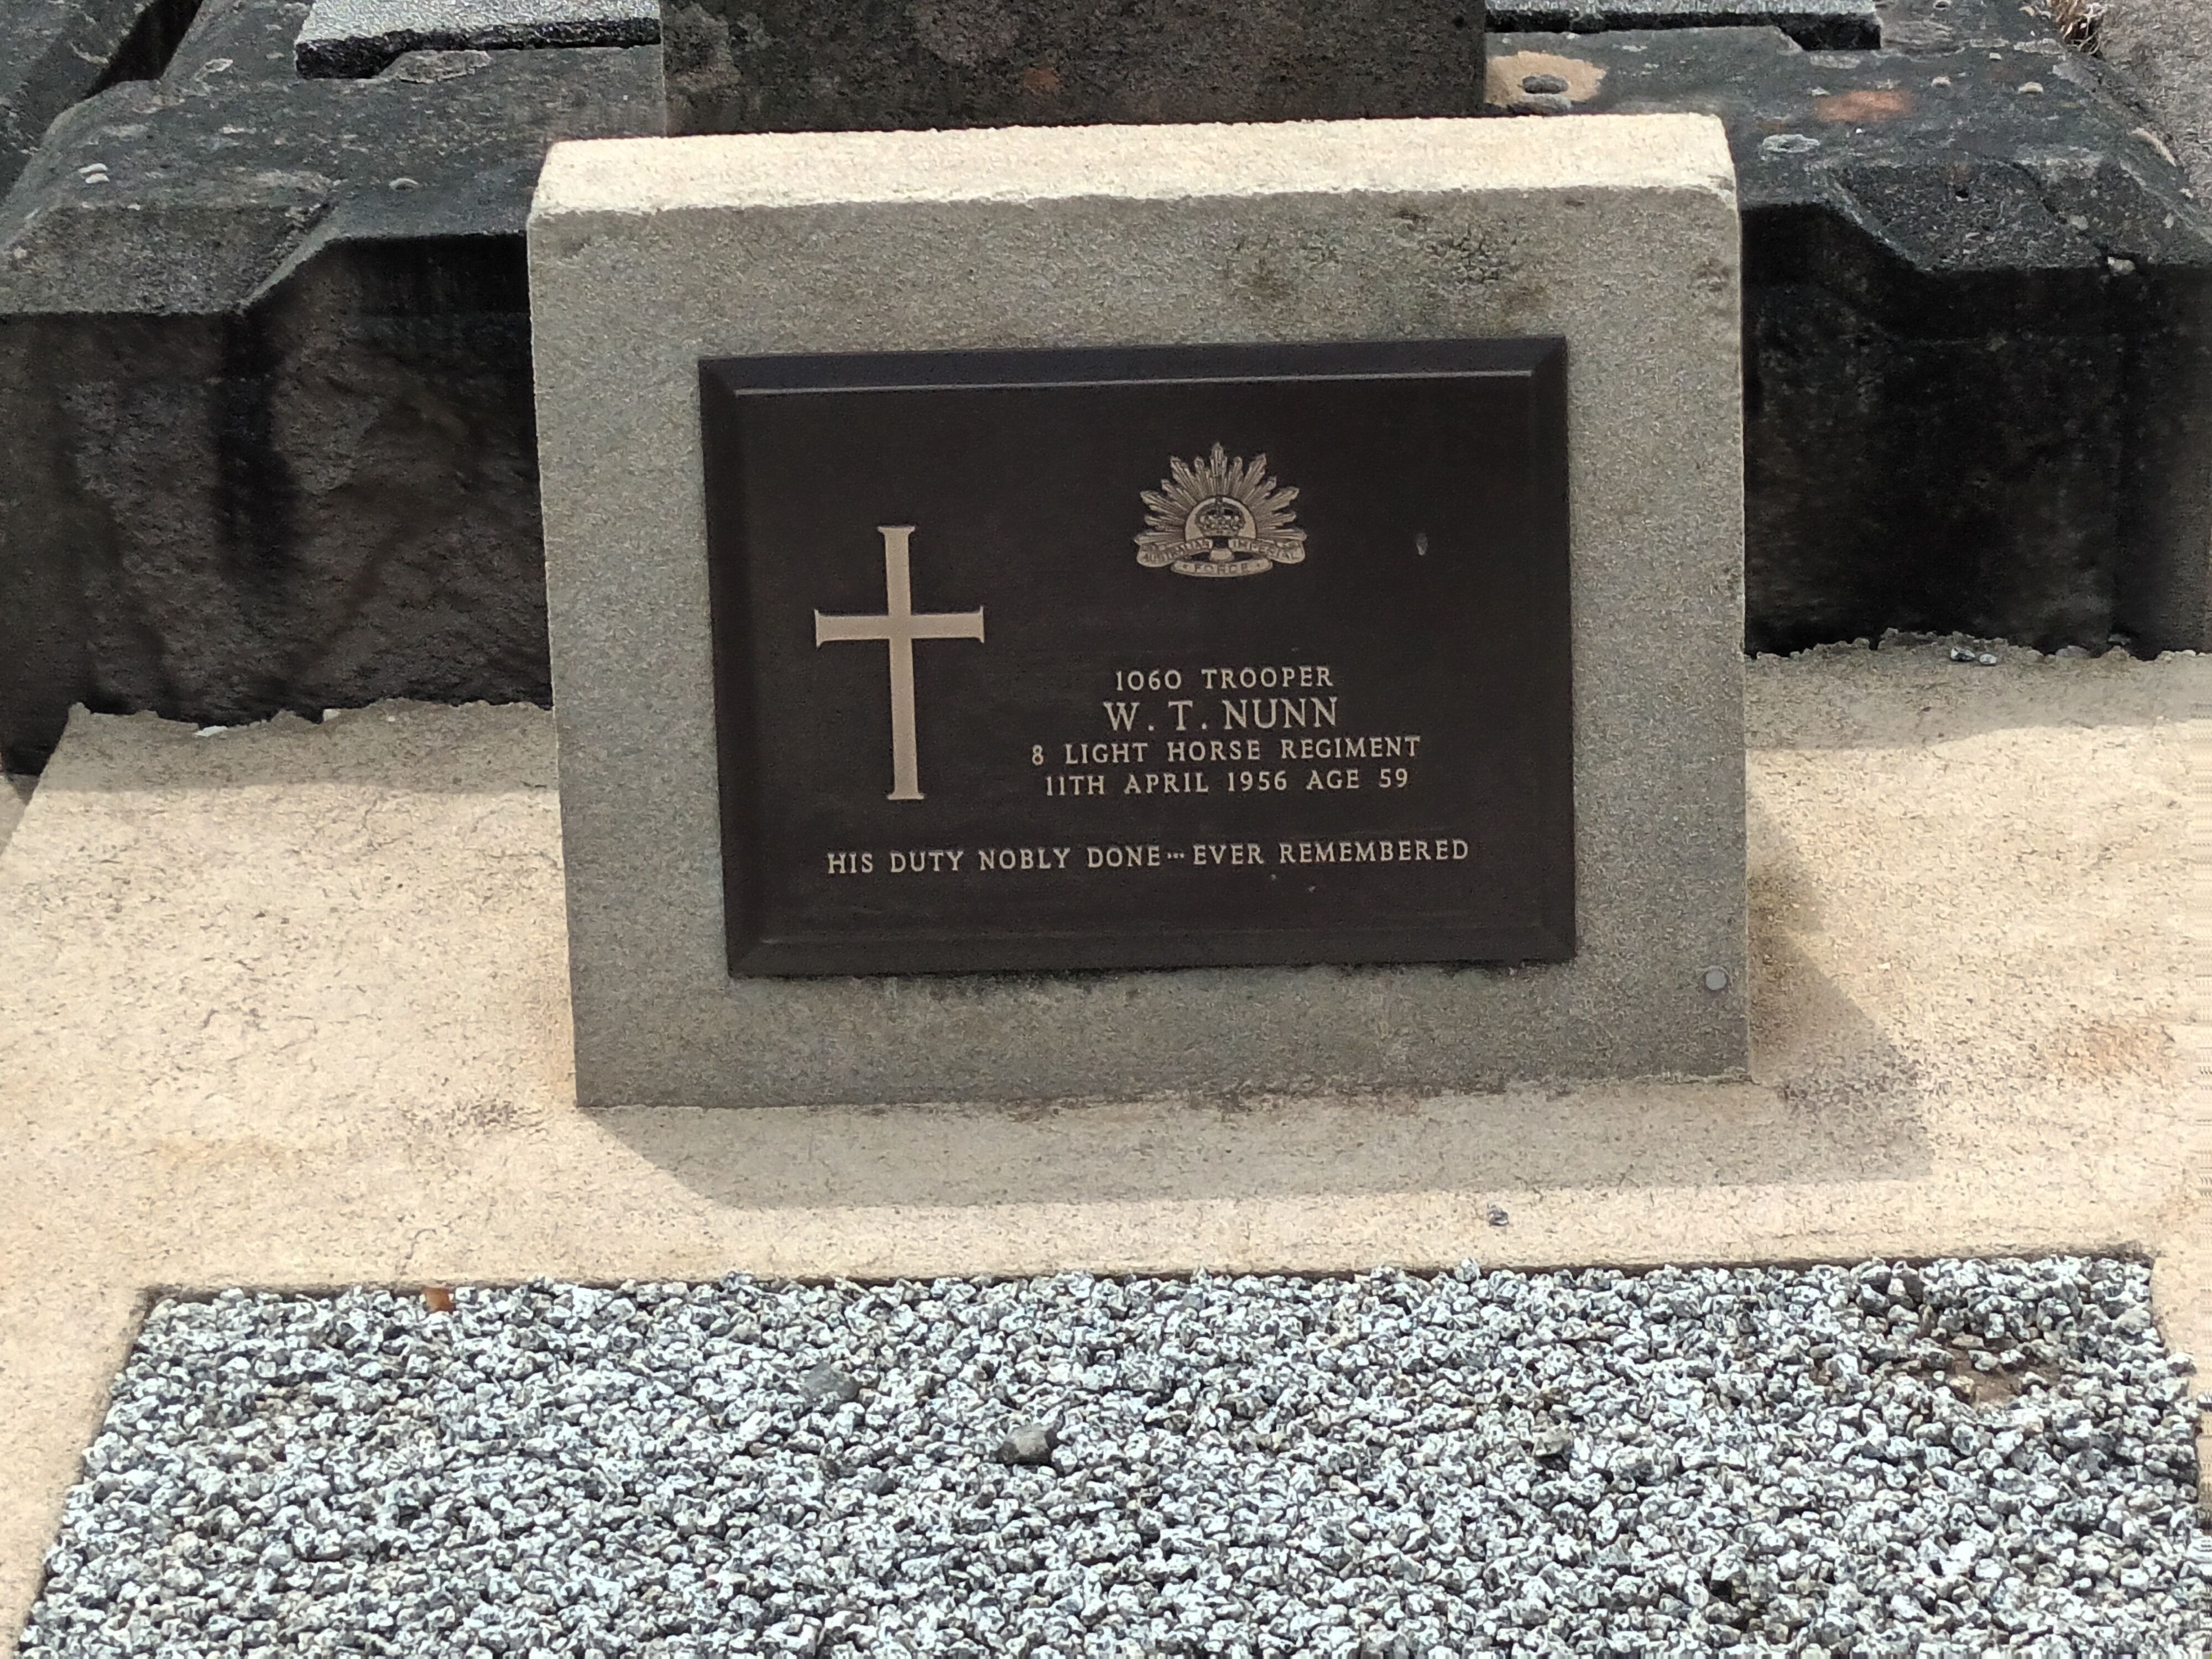 AUSTRALIAN IMPERIAL
FORCE
1060 TROOPER
W. T. NUNN
8 LIGHT HORSE REGIMENT
11TH APRIL 1956 AGE 59
HIS DUTY NOBLY DONE···EVER REMEMBERED